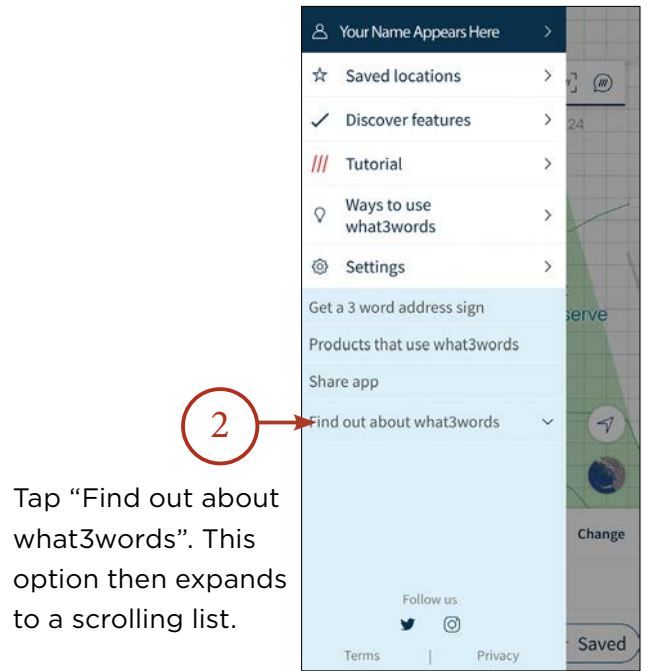 Your Name Appears Here
Saved locations
Discover features
24
Tutorial
Ways to use
what3words
Settings
Get a 3 word address sign
serve
Products that use what3words
Share app
2
Find out about what3words
Tap “Find out about
what3words”. This
option then expands
to a scrolling list.
Change
Follow us
Saved
Terms | Privacy